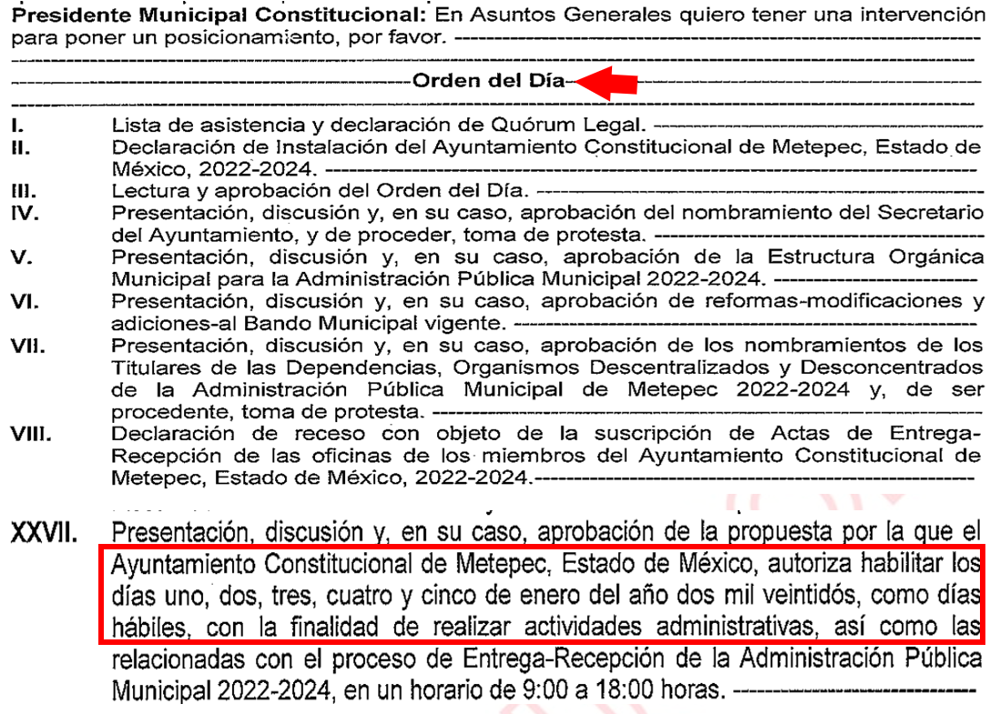 Presidente Municipal Constitucional: En Asuntos Generales quiero tener una intervención
para poner un posicionamiento, por favor. ---
---Orden del Día---
I. Lista de asistencia y declaración de Quórum Legal. ---
II. Declaración de Instalación del Ayuntamiento Constitucional de Metepec, Estado de
México, 2022-2024. ---
III. Lectura y aprobación del Orden del Día. ---
IV. Presentación, discusión y, en su caso, aprobación del nombramiento del Secretario
del Ayuntamiento, y de proceder, toma de protesta. ---
V. Presentación, discusión y, en su caso, aprobación de la Estructura Orgánica
Municipal para la Administración Pública Municipal 2022-2024. ---
VI. Presentación, discusión y, en su caso, aprobación de reformas-modificaciones y
adiciones-al Bando Municipal vigente. ---
VII. Presentación, discusión y, en su caso, aprobación de los nombramientos de los
Titulares de las Dependencias, Organismos Descentralizados y Desconcentrados
de la Administración Pública Municipal de Metepec 2022-2024 y, de ser
procedente, toma de protesta. ---
VIII. Declaración de receso con objeto de la suscripción de Actas de Entrega-
Recepción de las oficinas de los miembros del Ayuntamiento Constitucional de
Metepec, Estado de México, 2022-2024.---
XXVII. Presentación, discusión y, en su caso, aprobación de la propuesta por la que el
Ayuntamiento Constitucional de Metepec, Estado de México, autoriza habilitar los
días uno, dos, tres, cuatro y cinco de enero del año dos mil veintidós, como días
hábiles, con la finalidad de realizar actividades administrativas, así como las
relacionadas con el proceso de Entrega-Recepción de la Administración Pública
Municipal 2022-2024, en un horario de 9:00 a 18:00 horas. ---